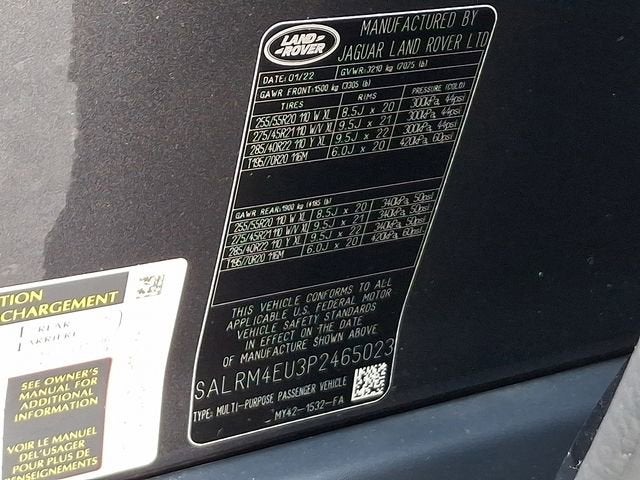 LAND ROVER
MANUFACTURED BY
JAGUAR LAND ROVER LTD
DATE: 01/22 GVWR: 3210 kg (7075 lb)
GAWR FRONT: 1500 kg (3305 lb)
TIRES RIMS PRESSURE (COLD)
255/55R20 110 W XL 8.5J x 20 300kPa, 44psi
275/45R21 110 W/V XL 9.5J x 21 300kPa, 44psi
285/40R22 110 Y XL 9.5J x 22 300kPa, 44psi
T195/70R20 116M 6.0J x 20 420kPa, 60psi
GAWR REAR: 1900 kg (4185 lb)
255/55R20 110 W XL 8.5J x 20 340kPa, 50psi
275/45R21 110 W/V XL 9.5J x 21 340kPa, 50psi
285/40R22 110 Y XL 9.5J x 22 340kPa, 50psi
T195/70R20 116M 6.0J x 20 420kPa, 60psi
THIS VEHICLE CONFORMS TO ALL
APPLICABLE U.S. FEDERAL MOTOR
VEHICLE SAFETY STANDARDS
IN EFFECT ON THE DATE
OF MANUFACTURE SHOWN ABOVE.
SALRM4EU3P2465023
TYPE: MULTI-PURPOSE PASSENGER VEHICLE
MY42-1532-FA
TION
CHARGEMENT
REAR
ARRIÈRE
SEE OWNER'S
MANUAL FOR
ADDITIONAL
INFORMATION
VOIR LE MANUEL
DE L'USAGER
POUR PLUS DE
RENSEIGNEMENTS